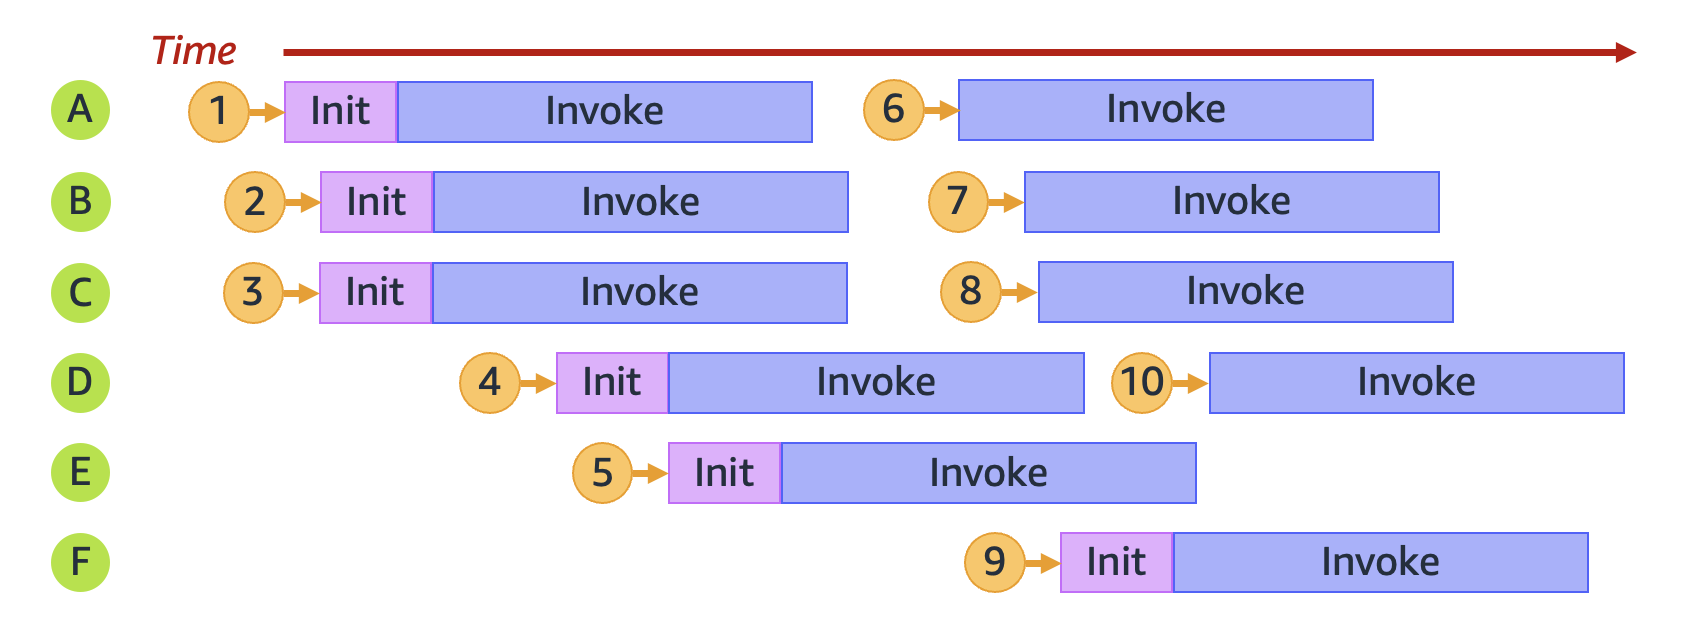 Time
A 1 Init Invoke 6 Invoke
B 2 Init Invoke 7 Invoke
C 3 Init Invoke 8 Invoke
D 4 Init Invoke 10 Invoke
E 5 Init Invoke
F 9 Init Invoke